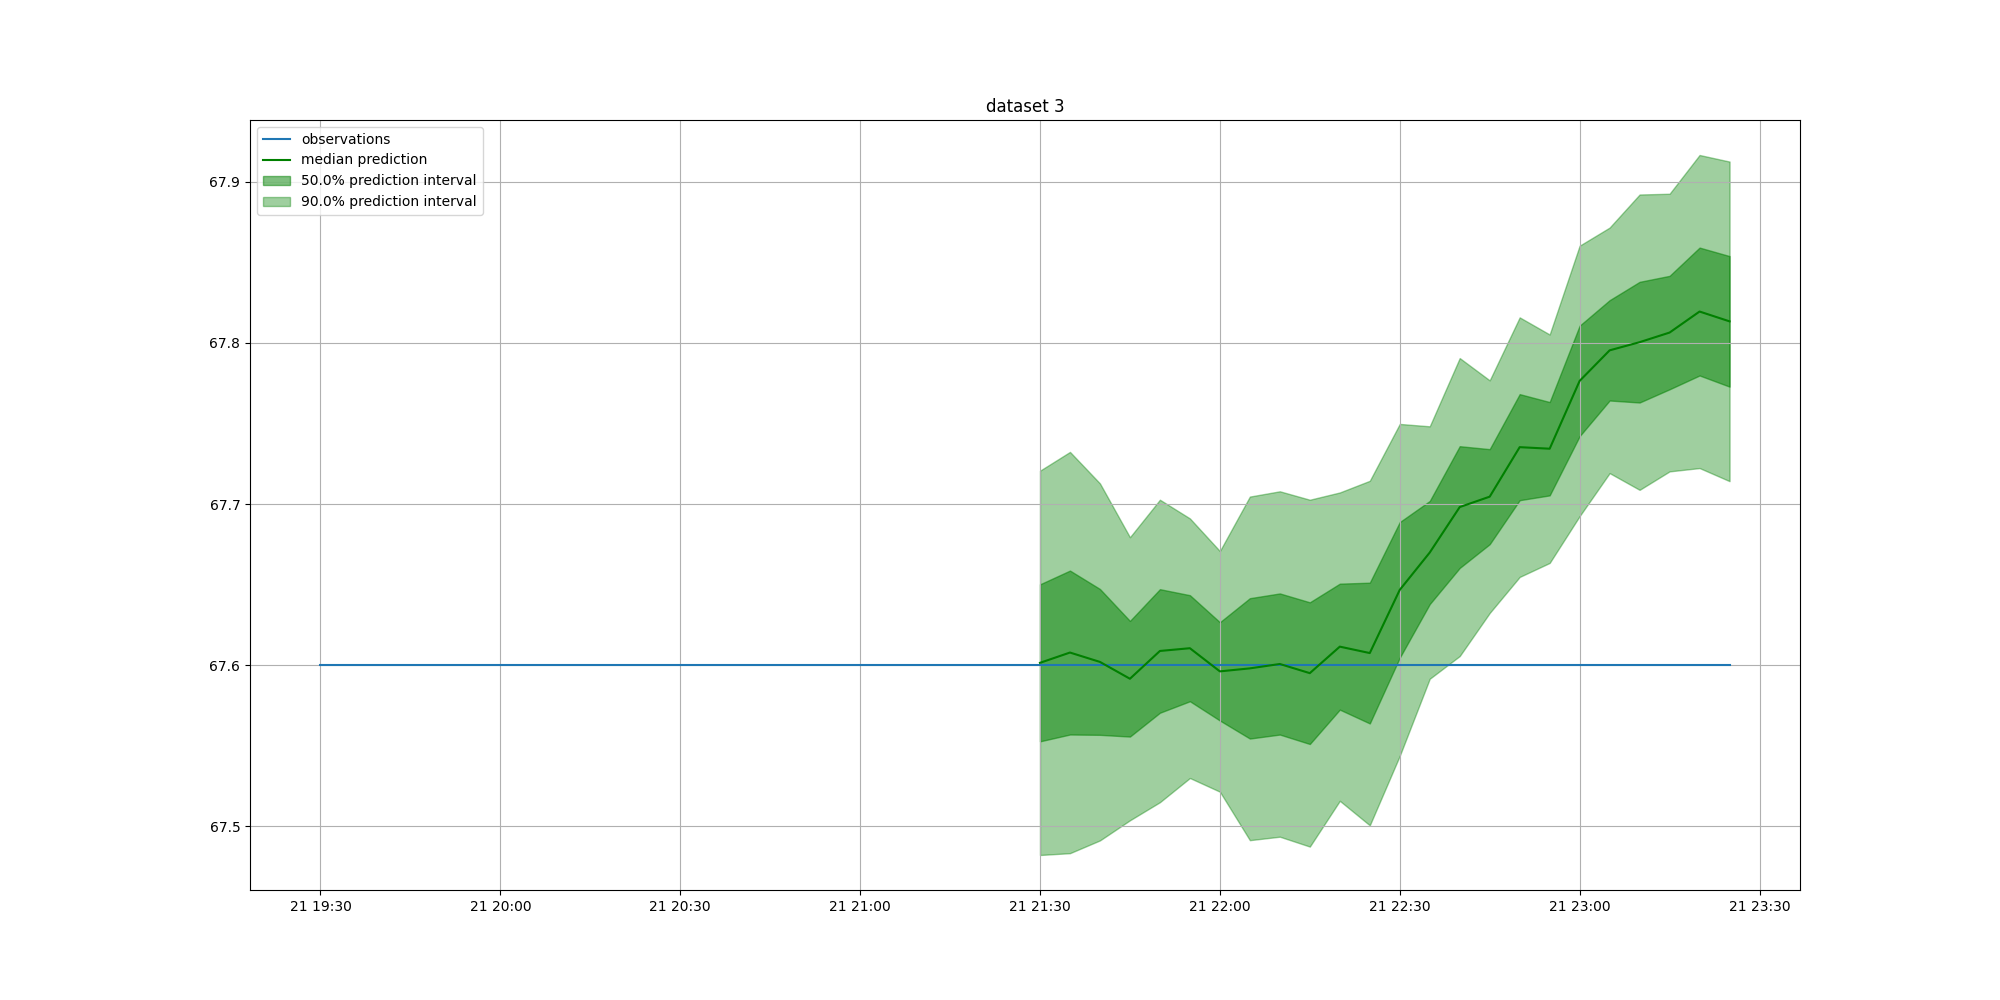 dataset 3
observations
median prediction
50.0% prediction interval
90.0% prediction interval
67.9
67.8
67.7
67.6
67.5
21 19:30 21 20:00 21 20:30 21 21:00 21 21:30 21 22:00 21 22:30 21 23:00 21 23:30